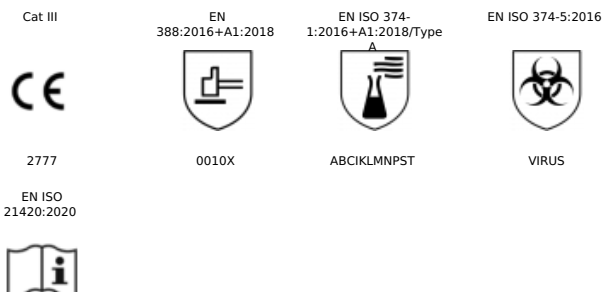 Cat III
EN
388:2016+A1:2018
EN ISO 374-
1:2016+A1:2018/Type
A
EN ISO 374-5:2016
CE
2777
0010X
ABCIKLMNPST
VIRUS
EN ISO
21420:2020
i